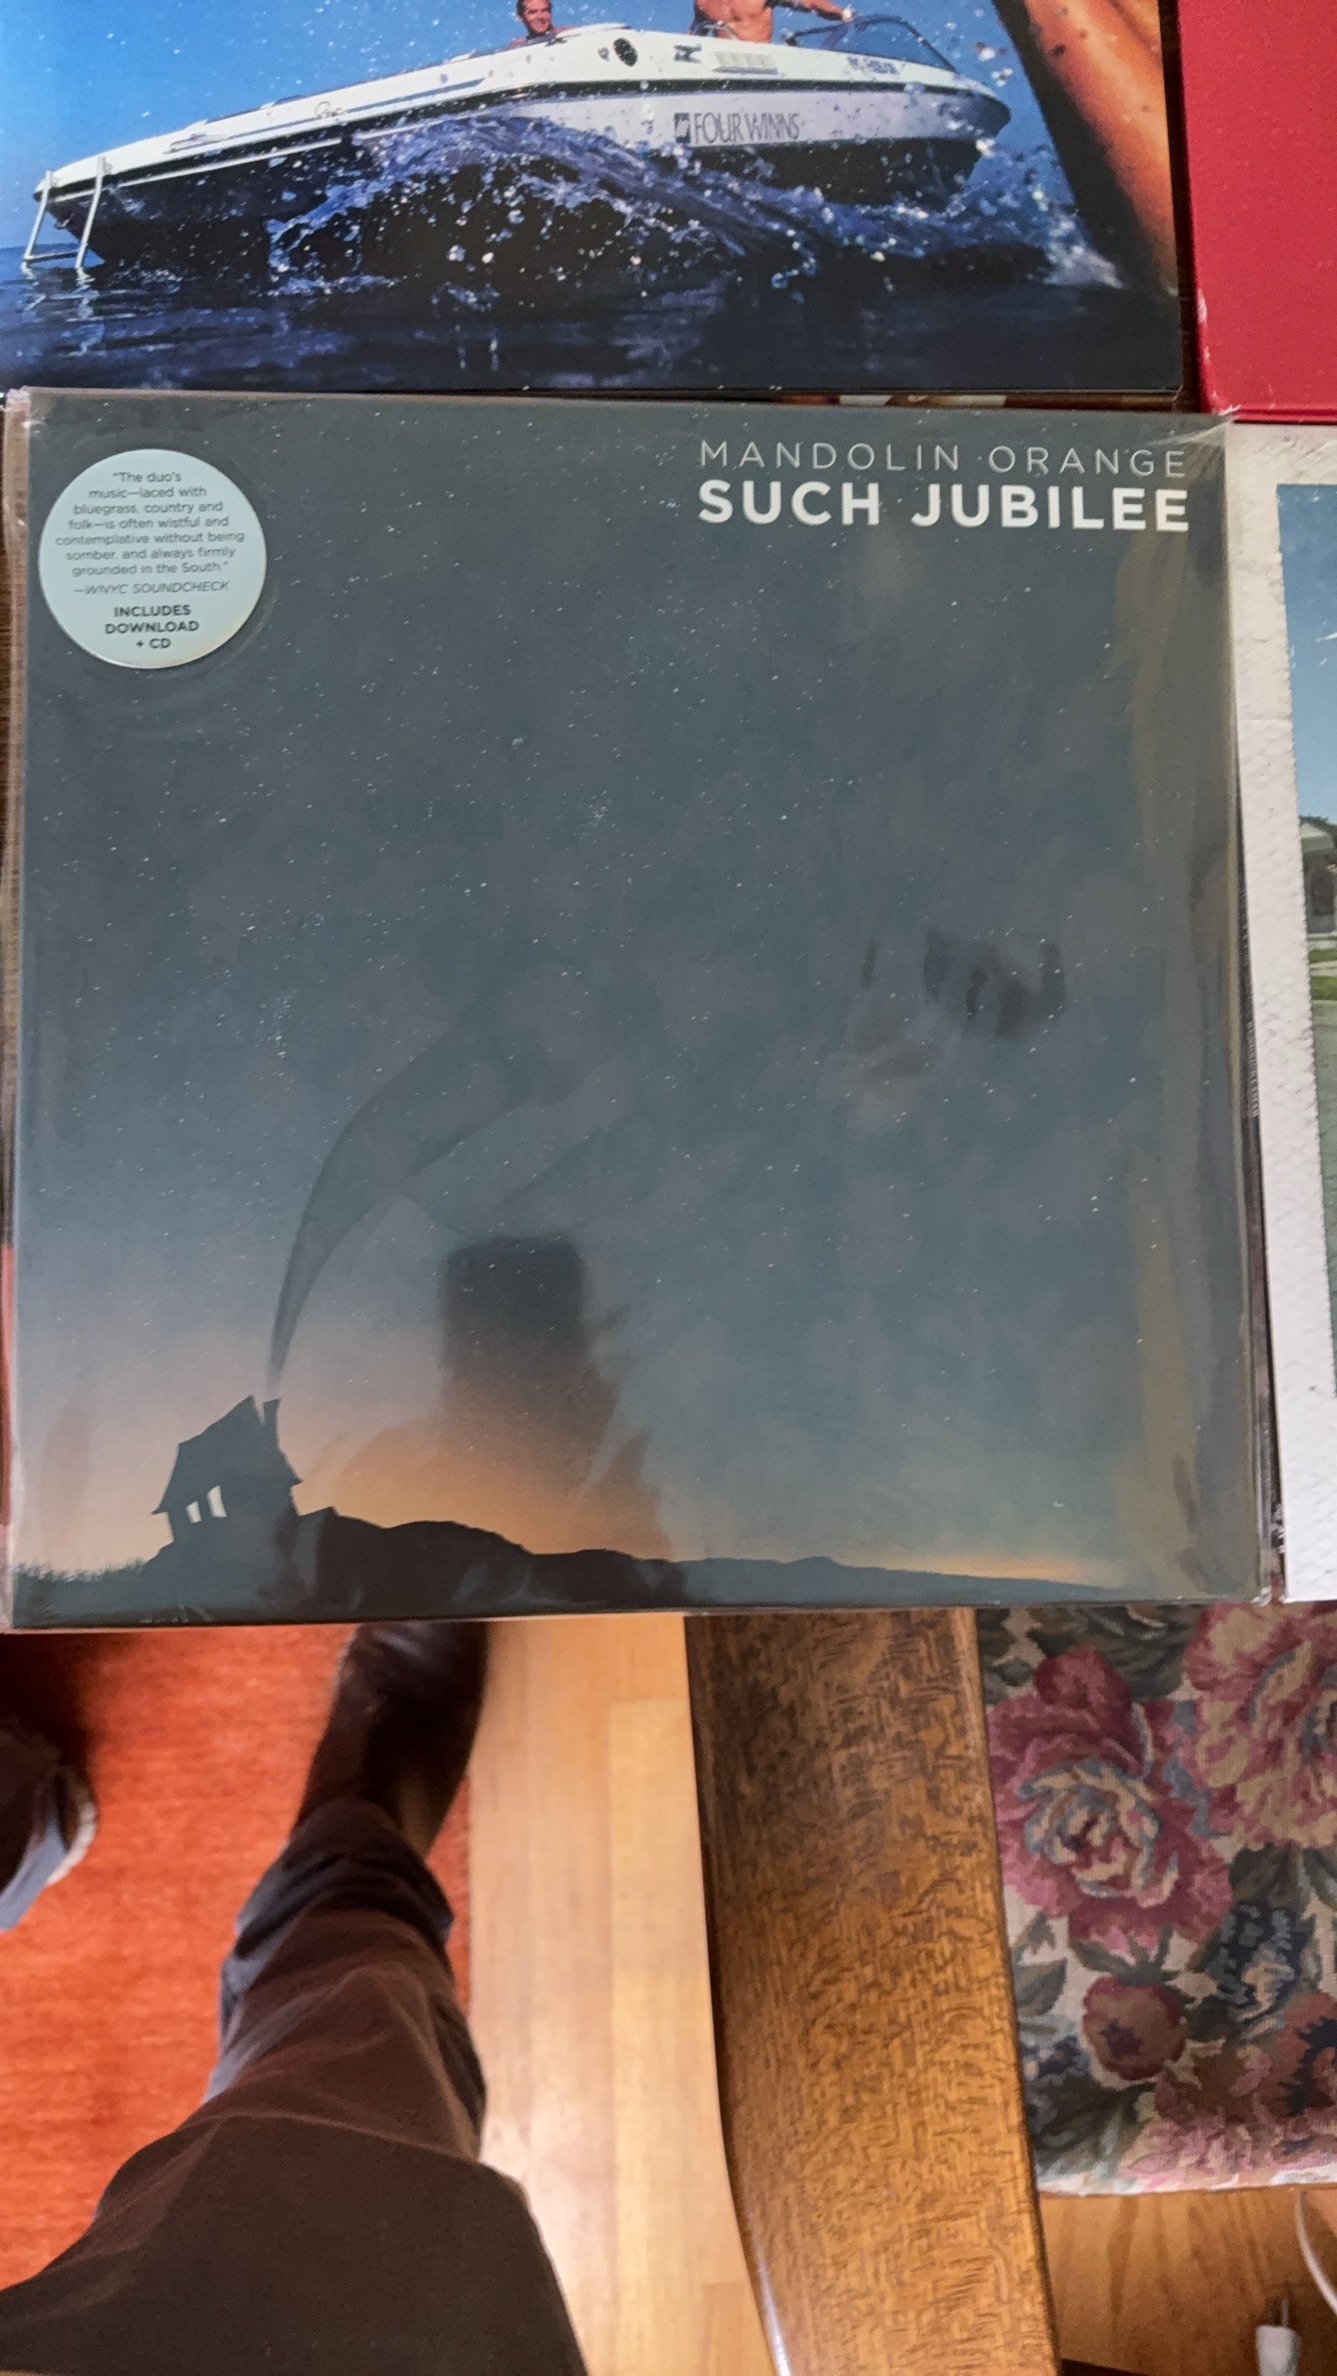 FOUR WINNS
MANDOLIN ORANGE
SUCH JUBILEE
"The duo's
music—laced with
bluegrass, country and
folk—is often wistful and
contemplative without being
somber, and always firmly
grounded in the South."
—WNYC SOUNDCHECK
INCLUDES
DOWNLOAD
+ CD